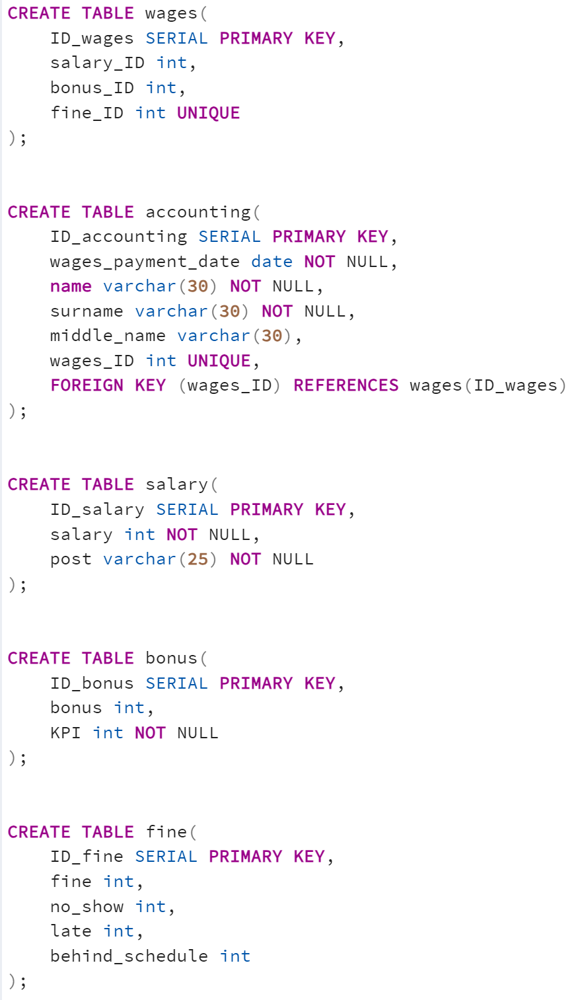 CREATE TABLE wages(
    ID_wages SERIAL PRIMARY KEY,
    salary_ID int,
    bonus_ID int,
    fine_ID int UNIQUE
);
CREATE TABLE accounting(
    ID_accounting SERIAL PRIMARY KEY,
    wages_payment_date date NOT NULL,
    name varchar(30) NOT NULL,
    surname varchar(30) NOT NULL,
    middle_name varchar(30),
    wages_ID int UNIQUE,
    FOREIGN KEY (wages_ID) REFERENCES wages(ID_wages)
);
CREATE TABLE salary(
    ID_salary SERIAL PRIMARY KEY,
    salary int NOT NULL,
    post varchar(25) NOT NULL
);
CREATE TABLE bonus(
    ID_bonus SERIAL PRIMARY KEY,
    bonus int,
    KPI int NOT NULL
);
CREATE TABLE fine(
    ID_fine SERIAL PRIMARY KEY,
    fine int,
    no_show int,
    late int,
    behind_schedule int
);